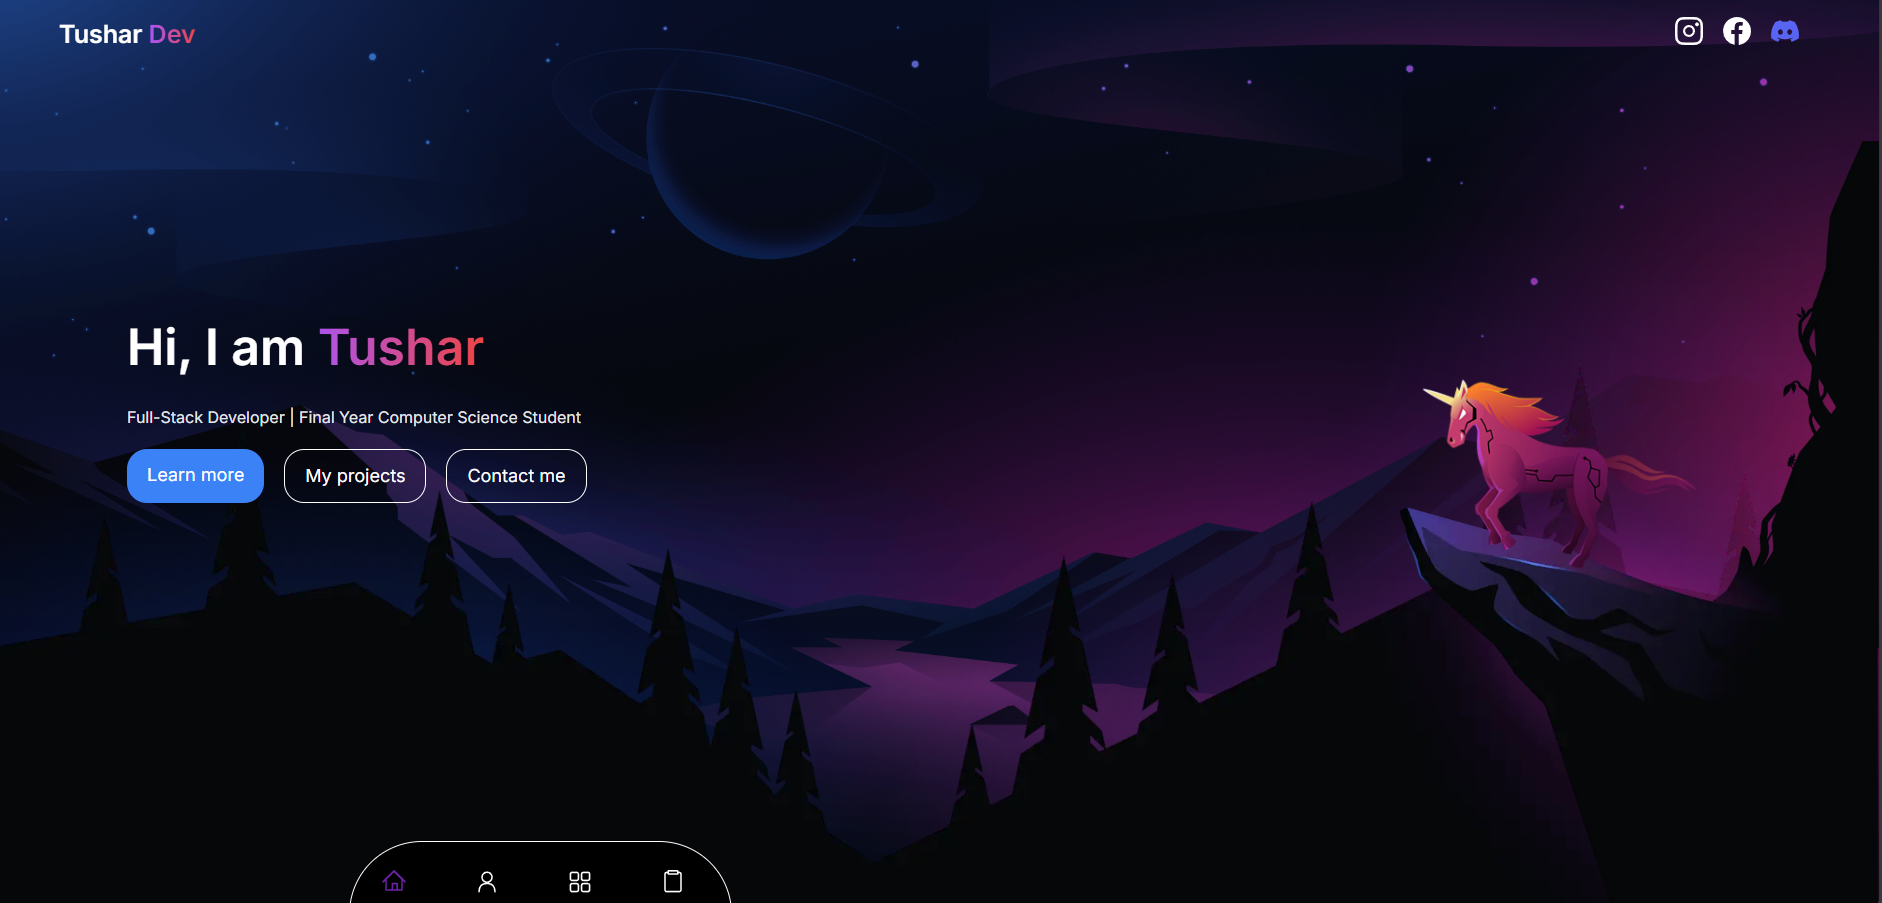 Tushar Dev
Hi, I am Tushar
Full-Stack Developer | Final Year Computer Science Student
Learn more
My projects
Contact me